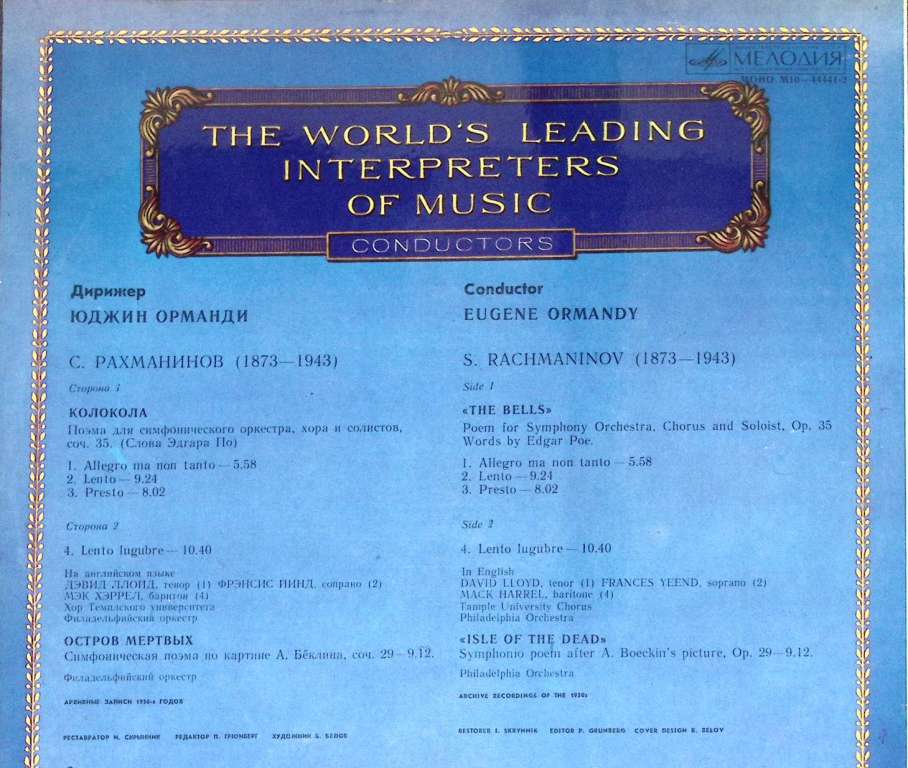 МЕЛОДИЯ
МОНО М10—44441-2
THE WORLD'S LEADING
INTERPRETERS
OF MUSIC
CONDUCTORS
Дирижер
ЮДЖИН ОРМАНДИ
С. РАХМАНИНОВ (1873—1943)
Сторона 1
КОЛОКОЛА
Поэма для симфонического оркестра, хора и солистов,
соч. 35. (Слова Эдгара По)
1. Allegro ma non tanto — 5.58
2. Lento — 9.24
3. Presto — 8.02
Сторона 2
4. Lento lugubre — 10.40
На английском языке
ДЭВИД ЛЛОЙД, тенор (1) ФРЭНСИС ИИНД, сопрано (2)
МЭК ХЭРРЕЛ, баритон (4)
Хор Темплского университета
Филадельфийский оркестр
ОСТРОВ МЕРТВЫХ
Симфоническая поэма по картине А. Бёклина, соч. 29—9.12.
Филадельфийский оркестр
АРХИВНЫЕ ЗАПИСИ 1950-х ГОДОВ
РЕСТАВРАТОР И. СКРЫННИК РЕДАКТОР П. ГРЮНБЕРГ ХУДОЖНИК Б. БЕЛОВ
Conductor
EUGENE ORMANDY
S. RACHMANINOV (1873—1943)
Side 1
«THE BELLS»
Poem for Symphony Orchestra, Chorus and Soloist, Op. 35
Words by Edgar Poe.
1. Allegro ma non tanto — 5.58
2. Lento — 9.24
3. Presto — 8.02
Side 2
4. Lento lugubre — 10.40
In English
DAVID LLOYD, tenor (1) FRANCES YEEND, soprano (2)
MACK HARREL, baritone (4)
Tample University Chorus
Philadelphia Orchestra
«ISLE OF THE DEAD»
Symphonio poem after A. Boeckin's picture, Op. 29—9.12.
Philadelphia Orchestra
ARCHIVE RECORDINGS OF THE 1950s
RESTORER I. SKRYNNIK EDITOR P. GRUNBERG COVER DESIGN B. BELOV